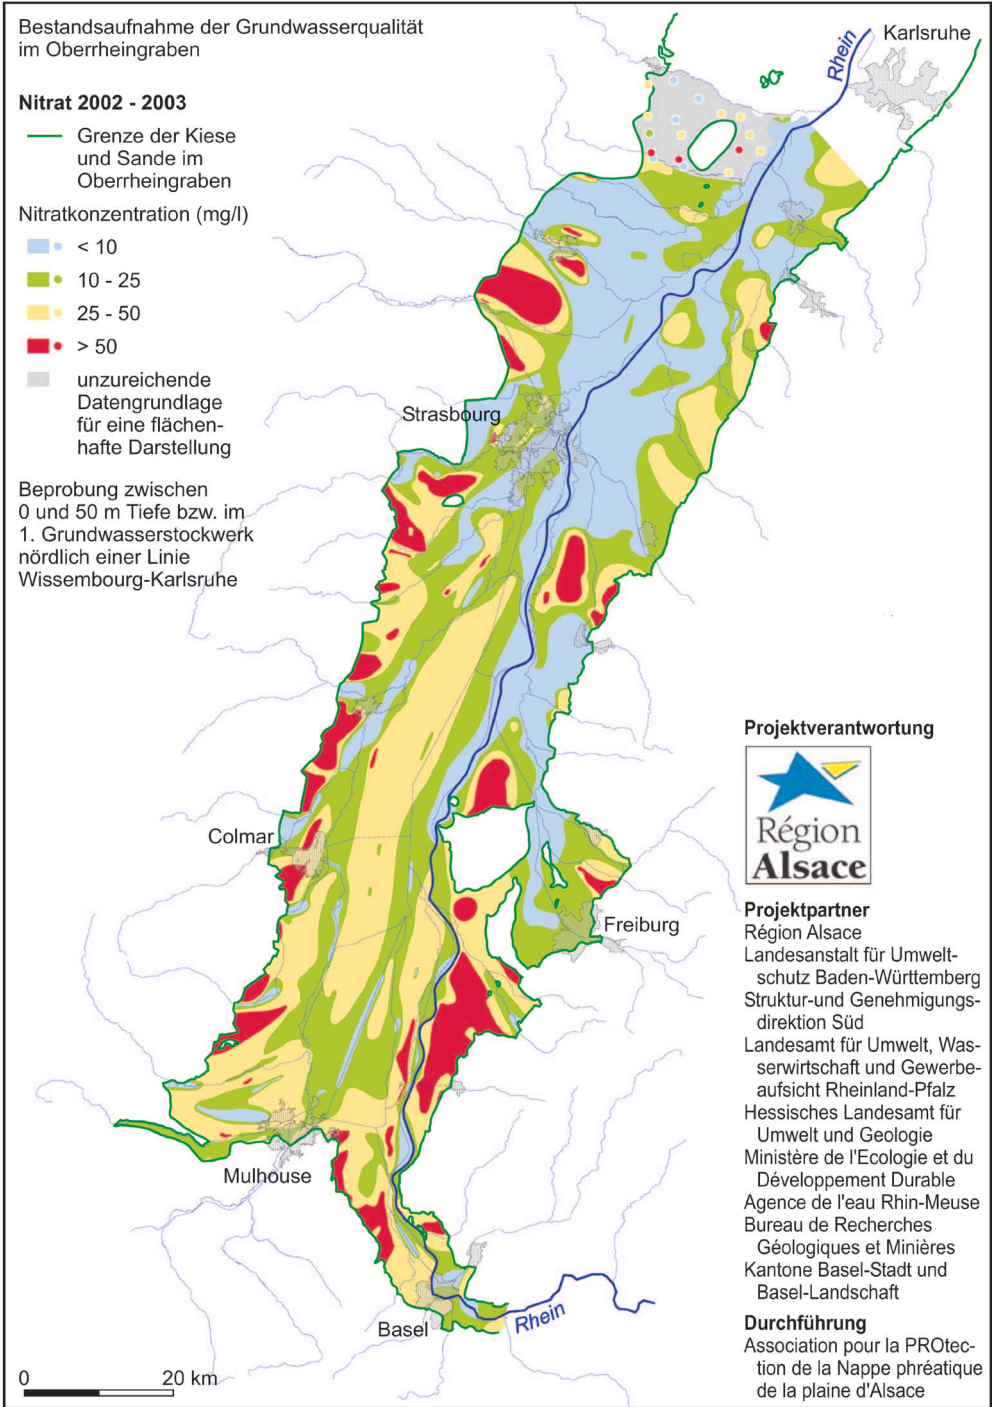 Bestandsaufnahme der Grundwasserqualität
im Oberrheingraben
Nitrat 2002 - 2003
Grenze der Kiese
und Sande im
Oberrheingraben
Nitratkonzentration (mg/l)
< 10
10 - 25
25 - 50
> 50
unzureichende
Datengrundlage
für eine flächen-
hafte Darstellung
Beprobung zwischen
0 und 50 m Tiefe bzw. im
1. Grundwasserstockwerk
nördlich einer Linie
Wissembourg-Karlsruhe
Rhein
Karlsruhe
Strasbourg
Colmar
Freiburg
Mulhouse
Basel
Rhein
0 20 km
Projektverantwortung
Région
Alsace
Projektpartner
Région Alsace
Landesanstalt für Umwelt-
schutz Baden-Württemberg
Struktur-und Genehmigungs-
direktion Süd
Landesamt für Umwelt, Was-
serwirtschaft und Gewerbe-
aufsicht Rheinland-Pfalz
Hessisches Landesamt für
Umwelt und Geologie
Ministère de l'Ecologie et du
Développement Durable
Agence de l'eau Rhin-Meuse
Bureau de Recherches
Géologiques et Minières
Kantone Basel-Stadt und
Basel-Landschaft
Durchführung
Association pour la PROtec-
tion de la Nappe phréatique
de la plaine d'Alsace